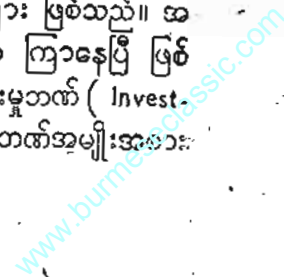 ား ဖြစ်သည်။ အ
ကြာနေပြီ ဖြစ်
းမှုဘဏ် ( Invest-
ဘဏ်အမျိုးအစား
www.burmeseclassic.com